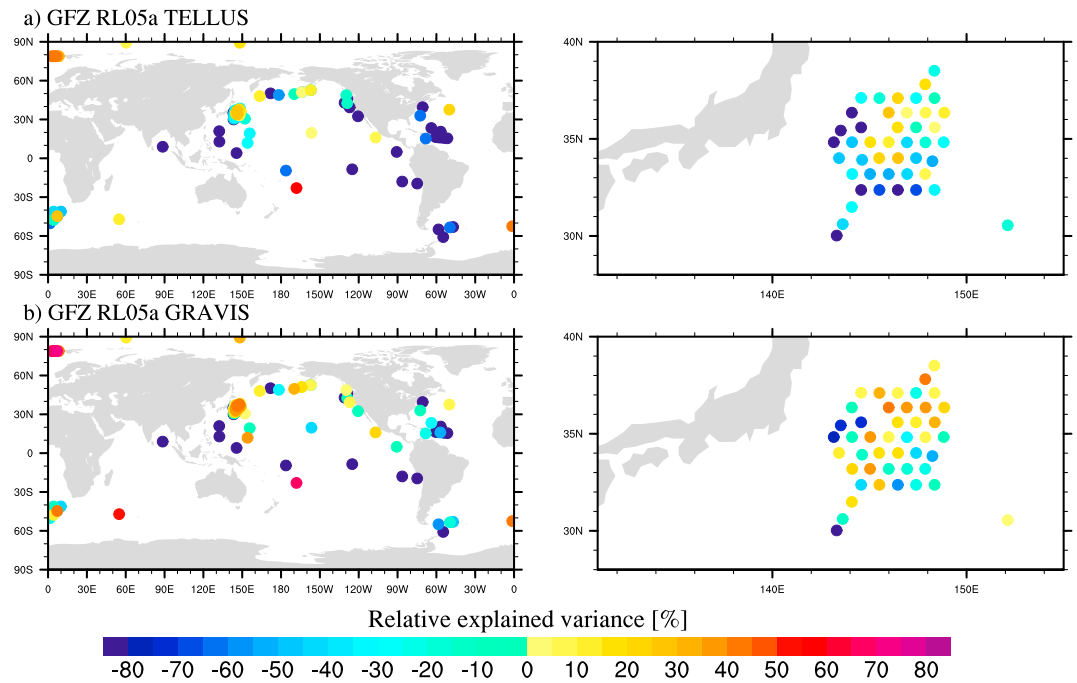 a) GFZ RL05a TELLUS
90N
60N
30N
0
30S
60S
90S
0 30E 60E 90E 120E 150E 180 150W 120W 90W 60W 30W 0
40N
35N
30N
140E 150E
b) GFZ RL05a GRAVIS
90N
60N
30N
0
30S
60S
90S
0 30E 60E 90E 120E 150E 180 150W 120W 90W 60W 30W 0
40N
35N
30N
140E 150E
Relative explained variance [%]
-80 -70 -60 -50 -40 -30 -20 -10 0 10 20 30 40 50 60 70 80